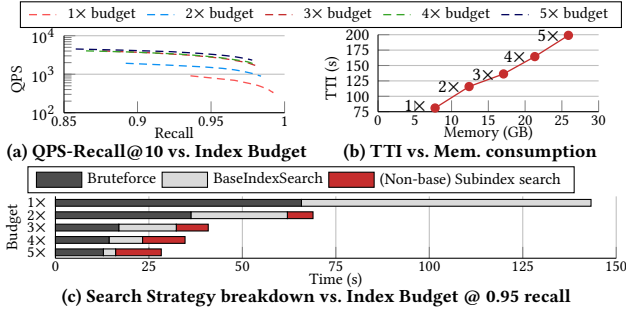 1× budget 2× budget 3× budget 4× budget 5× budget
10^4
10^3
10^2
QPS
0.85 0.9 0.95 1
Recall
(a) QPS-Recall@10 vs. Index Budget
200
175
150
125
100
75
TTI (s)
1×
2×
3×
4×
5×
0 5 10 15 20 25 30
Memory (GB)
(b) TTI vs. Mem. consumption
Bruteforce BaseIndexSearch (Non-base) Subindex search
Budget
1×
2×
3×
4×
5×
0 25 50 75 100 125 150
Time (s)
(c) Search Strategy breakdown vs. Index Budget @ 0.95 recall